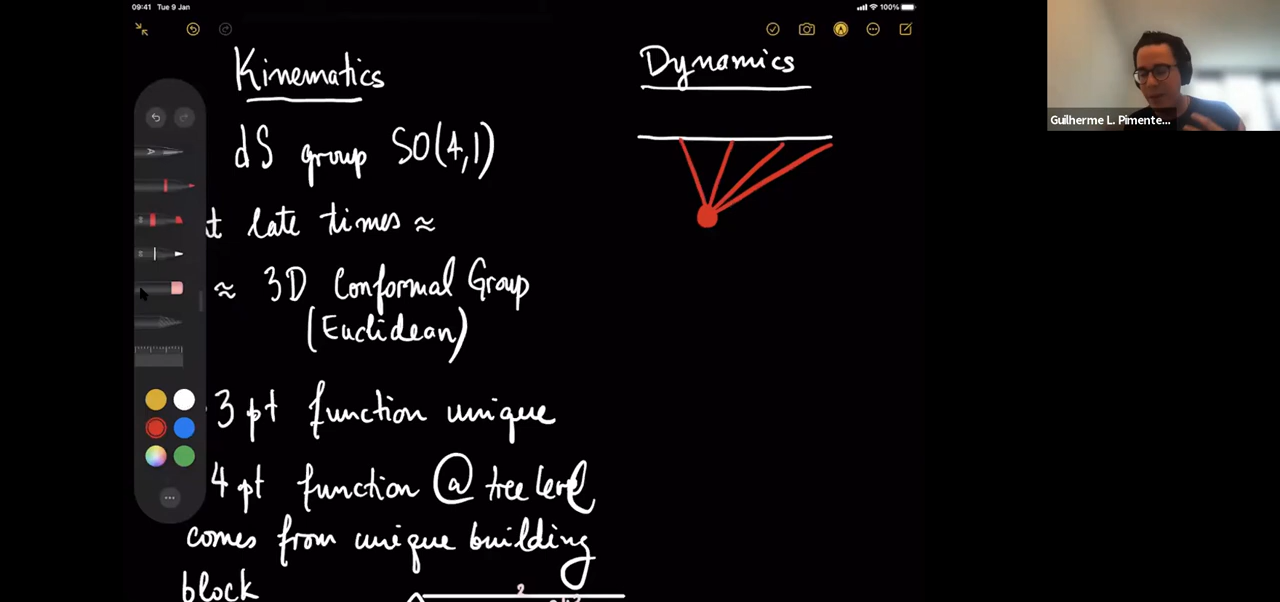 09:41 Tue 9 Jan
100%
Kinematics
Dynamics
dS group SO(4,1)
t late times ≈
≈ 3D Conformal Group
(Euclidean)
3 pt function unique
4 pt function @ tree level
comes from unique building
block
Guilherme L. Pimente...